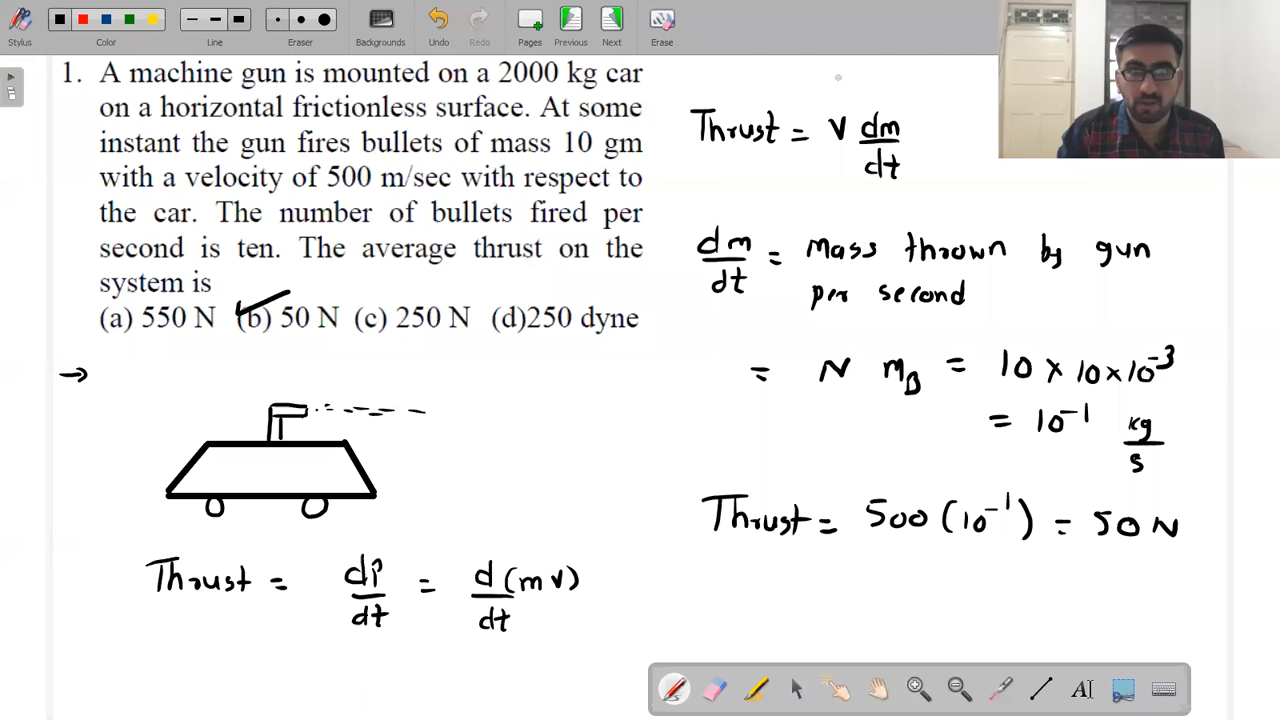 Stylus
Color
Line
Eraser
Backgrounds
Undo
Redo
Pages
Previous
Next
Erase
1. A machine gun is mounted on a 2000 kg car
on a horizontal frictionless surface. At some
instant the gun fires bullets of mass 10 gm
with a velocity of 500 m/sec with respect to
the car. The number of bullets fired per
second is ten. The average thrust on the
system is
(a) 550 N (b) 50 N (c) 250 N (d)250 dyne
→
Thrust = dP/dt = d/dt (mv)
Thrust = v dm/dt
dm/dt = mass thrown by gun
per second
= N m_B = 10 × 10 × 10⁻³
= 10⁻¹ kg/s
Thrust = 500 (10⁻¹) = 50 N
AI